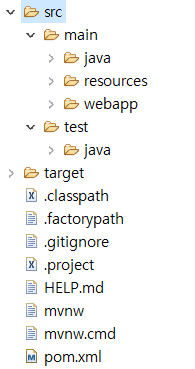 src
main
java
resources
webapp
test
java
target
.classpath
.factorypath
.gitignore
.project
HELP.md
mvnw
mvnw.cmd
pom.xml